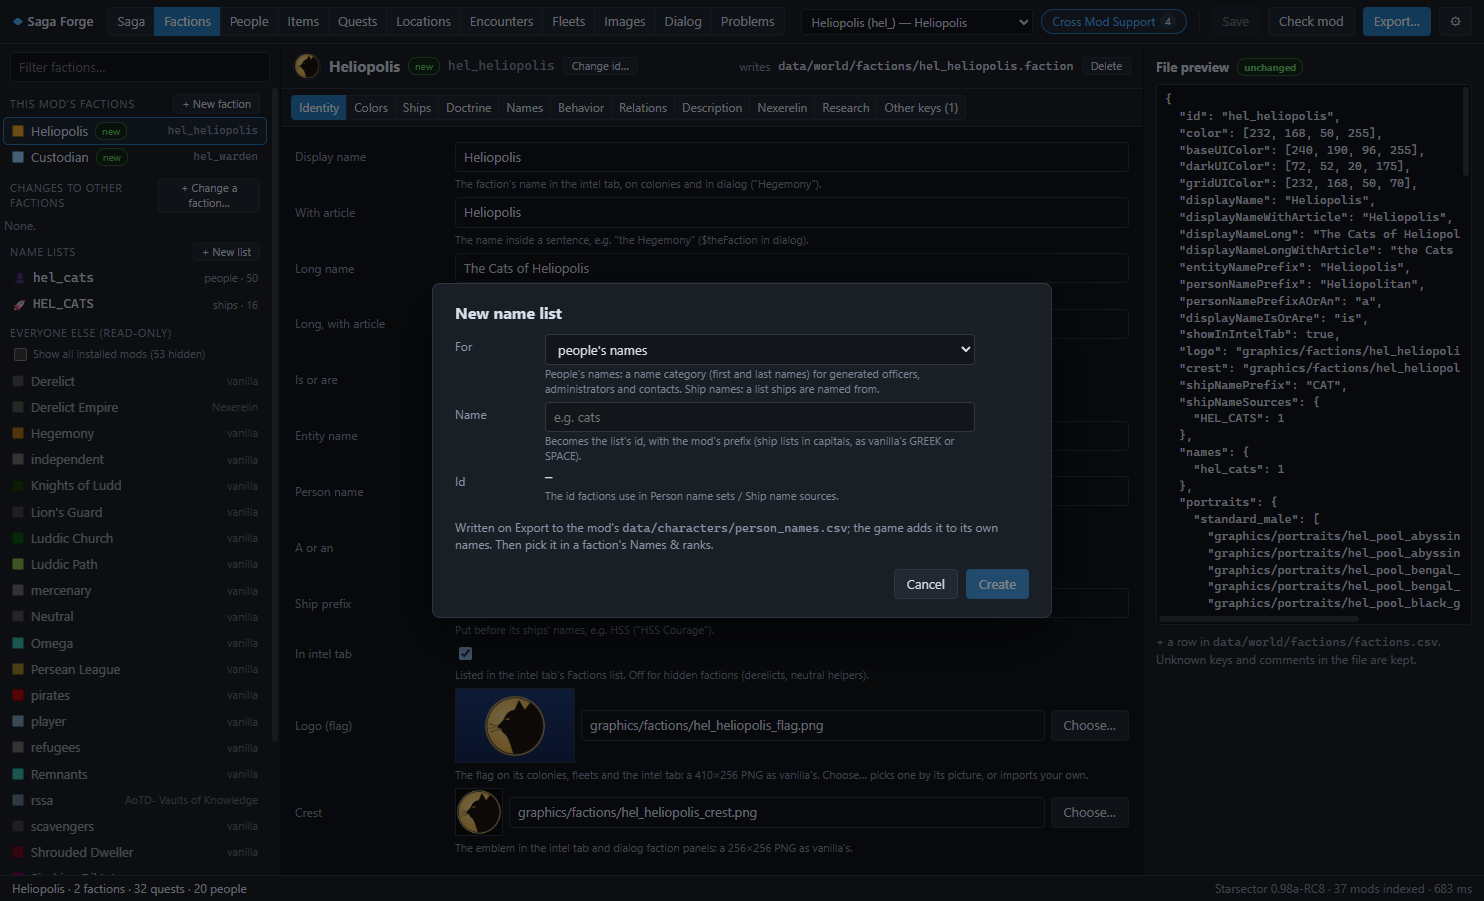 Saga Forge
Saga
Factions
People
Items
Quests
Locations
Encounters
Fleets
Images
Dialog
Problems
Heliopolis (hel_) — Heliopolis
Cross Mod Support 4
Save
Check mod
Export...
Filter factions...
THIS MOD'S FACTIONS
+ New faction
Heliopolis new hel_heliopolis
Custodian new hel_warden
CHANGES TO OTHER
FACTIONS
+ Change a
faction...
None.
NAME LISTS
+ New list
hel_cats people · 50
HEL_CATS ships · 16
EVERYONE ELSE (READ-ONLY)
Show all installed mods (53 hidden)
Derelict vanilla
Derelict Empire Nexerelin
Hegemony vanilla
independent vanilla
Knights of Ludd vanilla
Lion's Guard vanilla
Luddic Church vanilla
Luddic Path vanilla
mercenary vanilla
Neutral vanilla
Omega vanilla
Persean League vanilla
pirates vanilla
player vanilla
refugees vanilla
Remnants vanilla
rssa AoTD- Vaults of Knowledge
scavengers vanilla
Shrouded Dweller vanilla
Heliopolis new hel_heliopolis Change id...
writes data/world/factions/hel_heliopolis.faction Delete
Identity
Colors
Ships
Doctrine
Names
Behavior
Relations
Description
Nexerelin
Research
Other keys (1)
Display name
Heliopolis
The faction's name in the intel tab, on colonies and in dialog ("Hegemony").
With article
Heliopolis
The name inside a sentence, e.g. "the Hegemony" ($theFaction in dialog).
Long name
The Cats of Heliopolis
Long, with article
Is or are
Entity name
Person name
A or an
Ship prefix
Put before its ships' names, e.g. HSS ("HSS Courage").
In intel tab
Listed in the intel tab's Factions list. Off for hidden factions (derelicts, neutral helpers).
Logo (flag)
graphics/factions/hel_heliopolis_flag.png
Choose...
The flag on its colonies, fleets and the intel tab: a 410×256 PNG as vanilla's. Choose... picks one by its picture, or imports your own.
Crest
graphics/factions/hel_heliopolis_crest.png
Choose...
The emblem in the intel tab and dialog faction panels: a 256×256 PNG as vanilla's.
New name list
For
people's names
People's names: a name category (first and last names) for generated officers,
administrators and contacts. Ship names: a list ships are named from.
Name
e.g. cats
Becomes the list's id, with the mod's prefix (ship lists in capitals, as vanilla's GREEK or
SPACE).
Id
—
The id factions use in Person name sets / Ship name sources.
Written on Export to the mod's data/characters/person_names.csv; the game adds it to its own
names. Then pick it in a faction's Names & ranks.
Cancel
Create
File preview unchanged
{
"id": "hel_heliopolis",
"color": [232, 168, 50, 255],
"baseUIColor": [240, 190, 96, 255],
"darkUIColor": [72, 52, 20, 175],
"gridUIColor": [232, 168, 50, 70],
"displayName": "Heliopolis",
"displayNameWithArticle": "Heliopolis",
"displayNameLong": "The Cats of Heliopol
"displayNameLongWithArticle": "the Cats
"entityNamePrefix": "Heliopolis",
"personNamePrefix": "Heliopolitan",
"personNamePrefixAOrAn": "a",
"displayNameIsOrAre": "is",
"showInIntelTab": true,
"logo": "graphics/factions/hel_heliopoli
"crest": "graphics/factions/hel_heliopol
"shipNamePrefix": "CAT",
"shipNameSources": {
"HEL_CATS": 1
},
"names": {
"hel_cats": 1
},
"portraits": {
"standard_male": [
"graphics/portraits/hel_pool_abyssin
"graphics/portraits/hel_pool_abyssin
"graphics/portraits/hel_pool_bengal_
"graphics/portraits/hel_pool_bengal_
"graphics/portraits/hel_pool_black_g
+ a row in data/world/factions/factions.csv.
Unknown keys and comments in the file are kept.
Heliopolis · 2 factions · 32 quests · 20 people
Starsector 0.98a-RC8 · 37 mods indexed · 683 ms